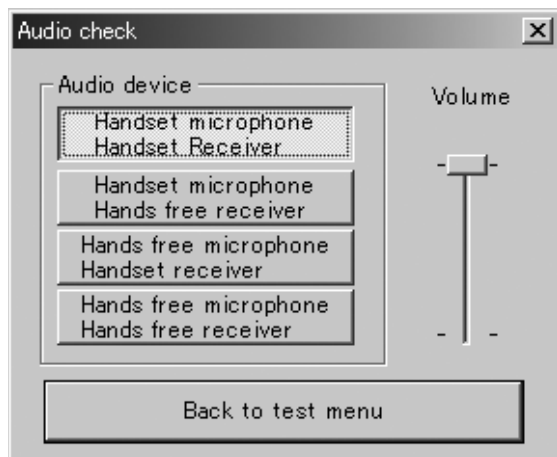 Audio check
Audio device
Handset microphone
Handset Receiver
Handset microphone
Hands free receiver
Hands free microphone
Handset receiver
Hands free microphone
Hands free receiver
Volume
Back to test menu